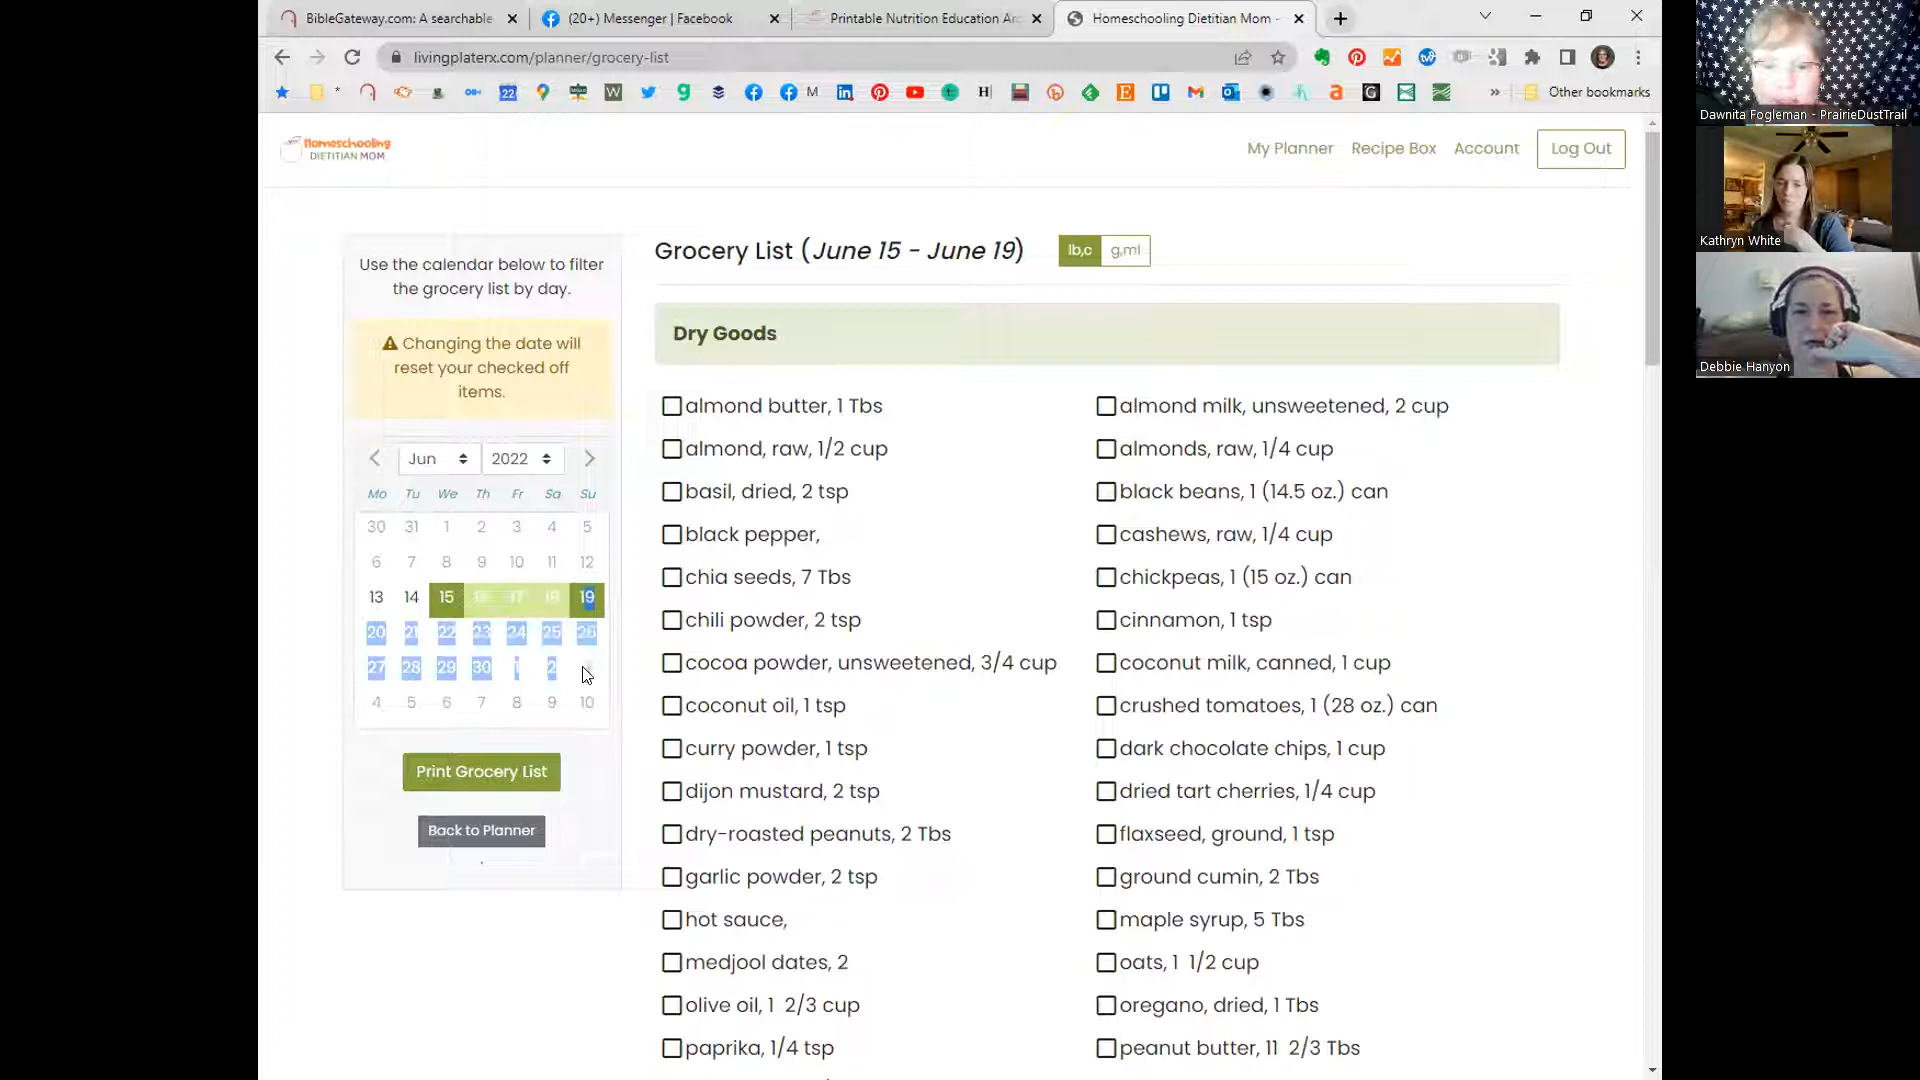 BibleGateway.com: A searchable
(20+) Messenger | Facebook
Printable Nutrition Education Ar
Homeschooling Dietitian Mom -
livingplaterx.com/planner/grocery-list
Other bookmarks
Homeschooling
DIETITIAN MOM
My Planner
Recipe Box
Account
Log Out
Use the calendar below to filter
the grocery list by day.
Changing the date will
reset your checked off
items.
Jun
2022
Mo Tu We Th Fr Sa Su
30 31 1 2 3 4 5
6 7 8 9 10 11 12
13 14 15 16 17 18 19
20 21 22 23 24 25 26
27 28 29 30 1 2
4 5 6 7 8 9 10
Print Grocery List
Back to Planner
Grocery List (June 15 - June 19)
lb,c
g,ml
Dry Goods
almond butter, 1 Tbs
almond milk, unsweetened, 2 cup
almond, raw, 1/2 cup
almonds, raw, 1/4 cup
basil, dried, 2 tsp
black beans, 1 (14.5 oz.) can
black pepper,
cashews, raw, 1/4 cup
chia seeds, 7 Tbs
chickpeas, 1 (15 oz.) can
chili powder, 2 tsp
cinnamon, 1 tsp
cocoa powder, unsweetened, 3/4 cup
coconut milk, canned, 1 cup
coconut oil, 1 tsp
crushed tomatoes, 1 (28 oz.) can
curry powder, 1 tsp
dark chocolate chips, 1 cup
dijon mustard, 2 tsp
dried tart cherries, 1/4 cup
dry-roasted peanuts, 2 Tbs
flaxseed, ground, 1 tsp
garlic powder, 2 tsp
ground cumin, 2 Tbs
hot sauce,
maple syrup, 5 Tbs
medjool dates, 2
oats, 1 1/2 cup
olive oil, 1 2/3 cup
oregano, dried, 1 Tbs
paprika, 1/4 tsp
peanut butter, 11 2/3 Tbs
Dawnita Fogleman - PrairieDustTrail
Kathryn White
Debbie Hanyon